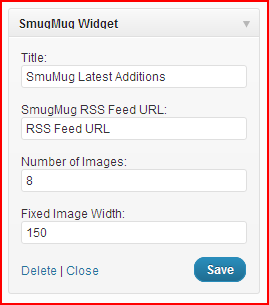 SmugMug Widget
Title:
SmuMug Latest Additions
SmugMug RSS Feed URL:
RSS Feed URL
Number of Images:
8
Fixed Image Width:
150
Delete | Close
Save